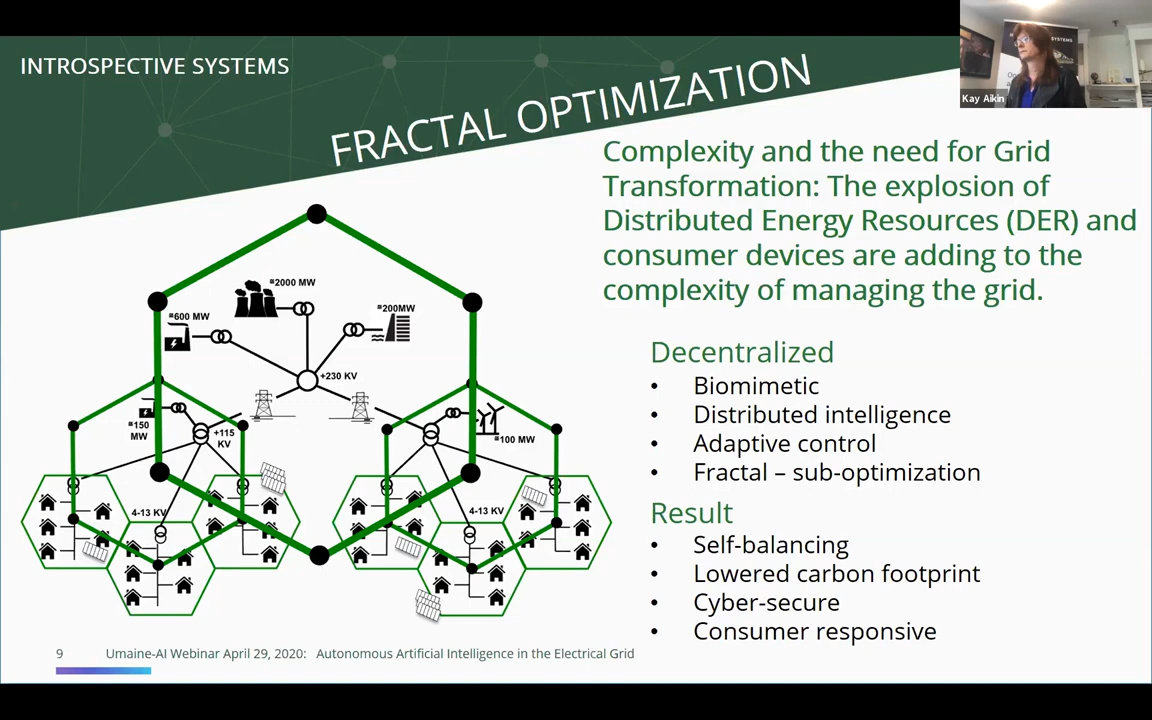 INTROSPECTIVE SYSTEMS
FRACTAL OPTIMIZATION
Kay Aikin
Complexity and the need for Grid
Transformation: The explosion of
Distributed Energy Resources (DER) and
consumer devices are adding to the
complexity of managing the grid.
Decentralized
• Biomimetic
• Distributed intelligence
• Adaptive control
• Fractal – sub-optimization
Result
• Self-balancing
• Lowered carbon footprint
• Cyber-secure
• Consumer responsive
≅2000 MW
≅600 MW
≅200MW
+230 KV
≅150
MW
+115
KV
≅100 MW
4-13 KV
4-13 KV
9 Umaine-AI Webinar April 29, 2020: Autonomous Artificial Intelligence in the Electrical Grid